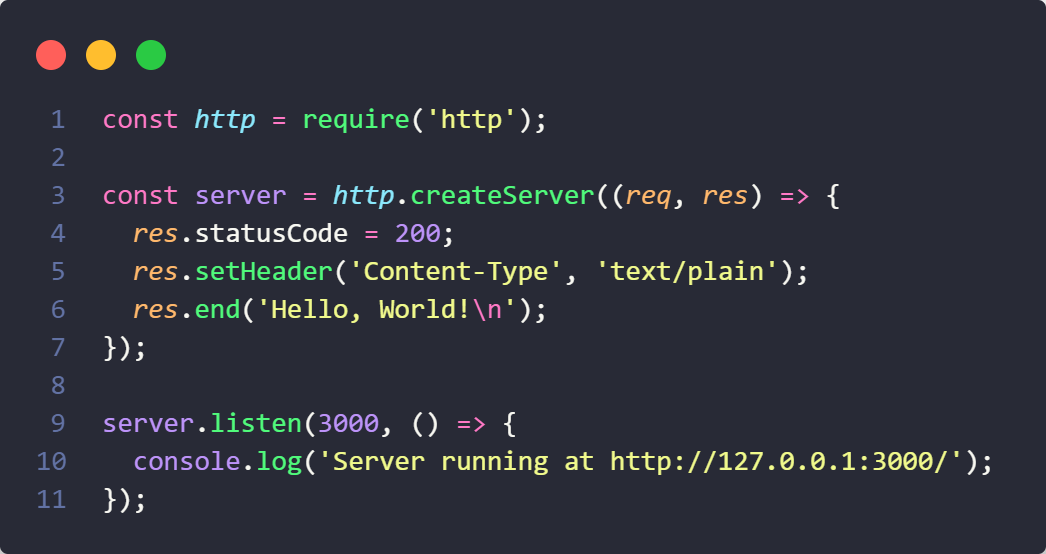 1 const http = require('http');
2
3 const server = http.createServer((req, res) => {
4   res.statusCode = 200;
5   res.setHeader('Content-Type', 'text/plain');
6   res.end('Hello, World!\n');
7 });
8
9 server.listen(3000, () => {
10   console.log('Server running at http://127.0.0.1:3000/');
11 });